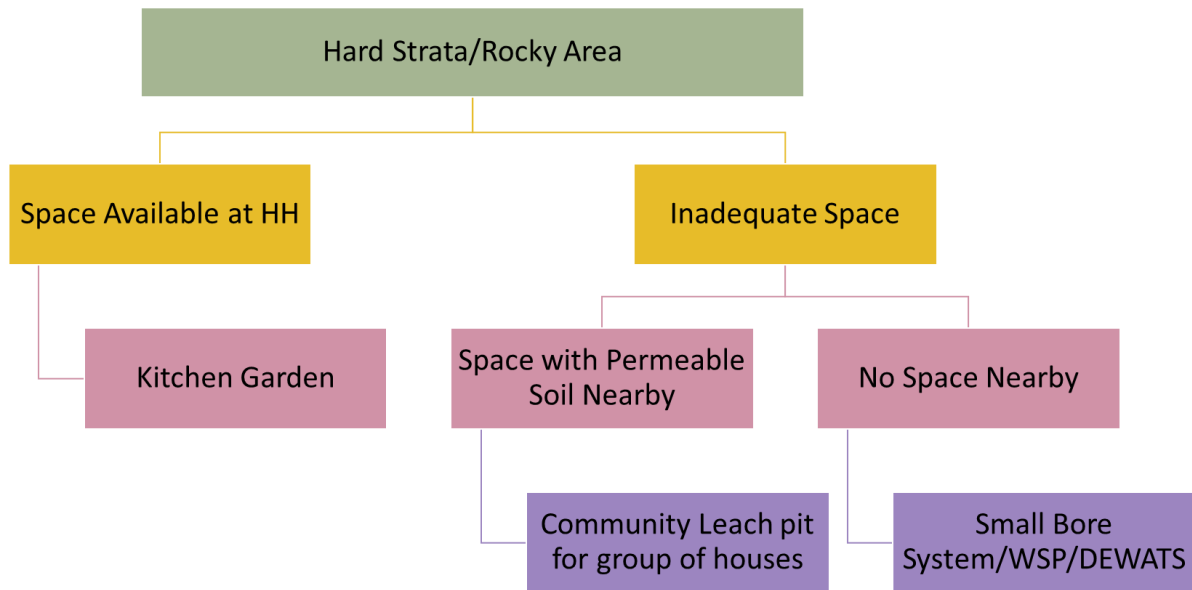 Hard Strata/Rocky Area
Space Available at HH
Inadequate Space
Kitchen Garden
Space with Permeable
Soil Nearby
No Space Nearby
Community Leach pit
for group of houses
Small Bore
System/WSP/DEWATS